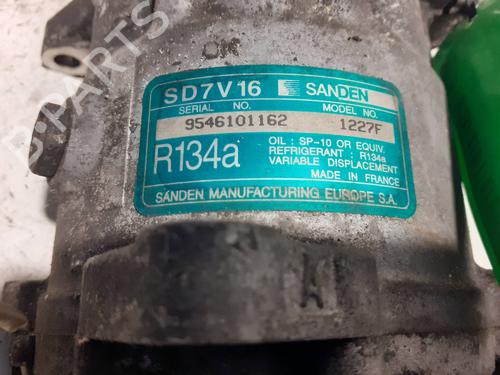 SD7V16 SANDEN
SERIAL NO. MODEL NO.
9546101162 1227F
R134a
OIL : SP-10 OR EQUIV.
REFRIGERANT : R134a
VARIABLE DISPLACEMENT
MADE IN FRANCE
SANDEN MANUFACTURING EUROPE S.A.
B-PARTS